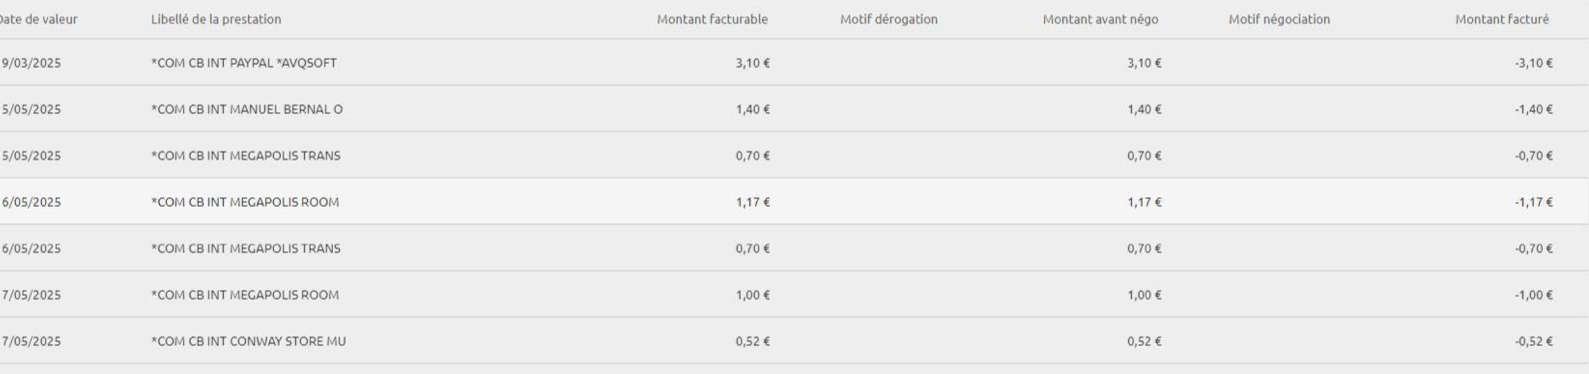 Date de valeur Libellé de la prestation Montant facturable Motif dérogation Montant avant négo Motif négociation Montant facturé
9/03/2025 *COM CB INT PAYPAL *AVQSOFT 3,10 € 3,10 € -3,10 €
5/05/2025 *COM CB INT MANUEL BERNAL O 1,40 € 1,40 € -1,40 €
5/05/2025 *COM CB INT MEGAPOLIS TRANS 0,70 € 0,70 € -0,70 €
6/05/2025 *COM CB INT MEGAPOLIS ROOM 1,17 € 1,17 € -1,17 €
6/05/2025 *COM CB INT MEGAPOLIS TRANS 0,70 € 0,70 € -0,70 €
7/05/2025 *COM CB INT MEGAPOLIS ROOM 1,00 € 1,00 € -1,00 €
7/05/2025 *COM CB INT CONWAY STORE MU 0,52 € 0,52 € -0,52 €